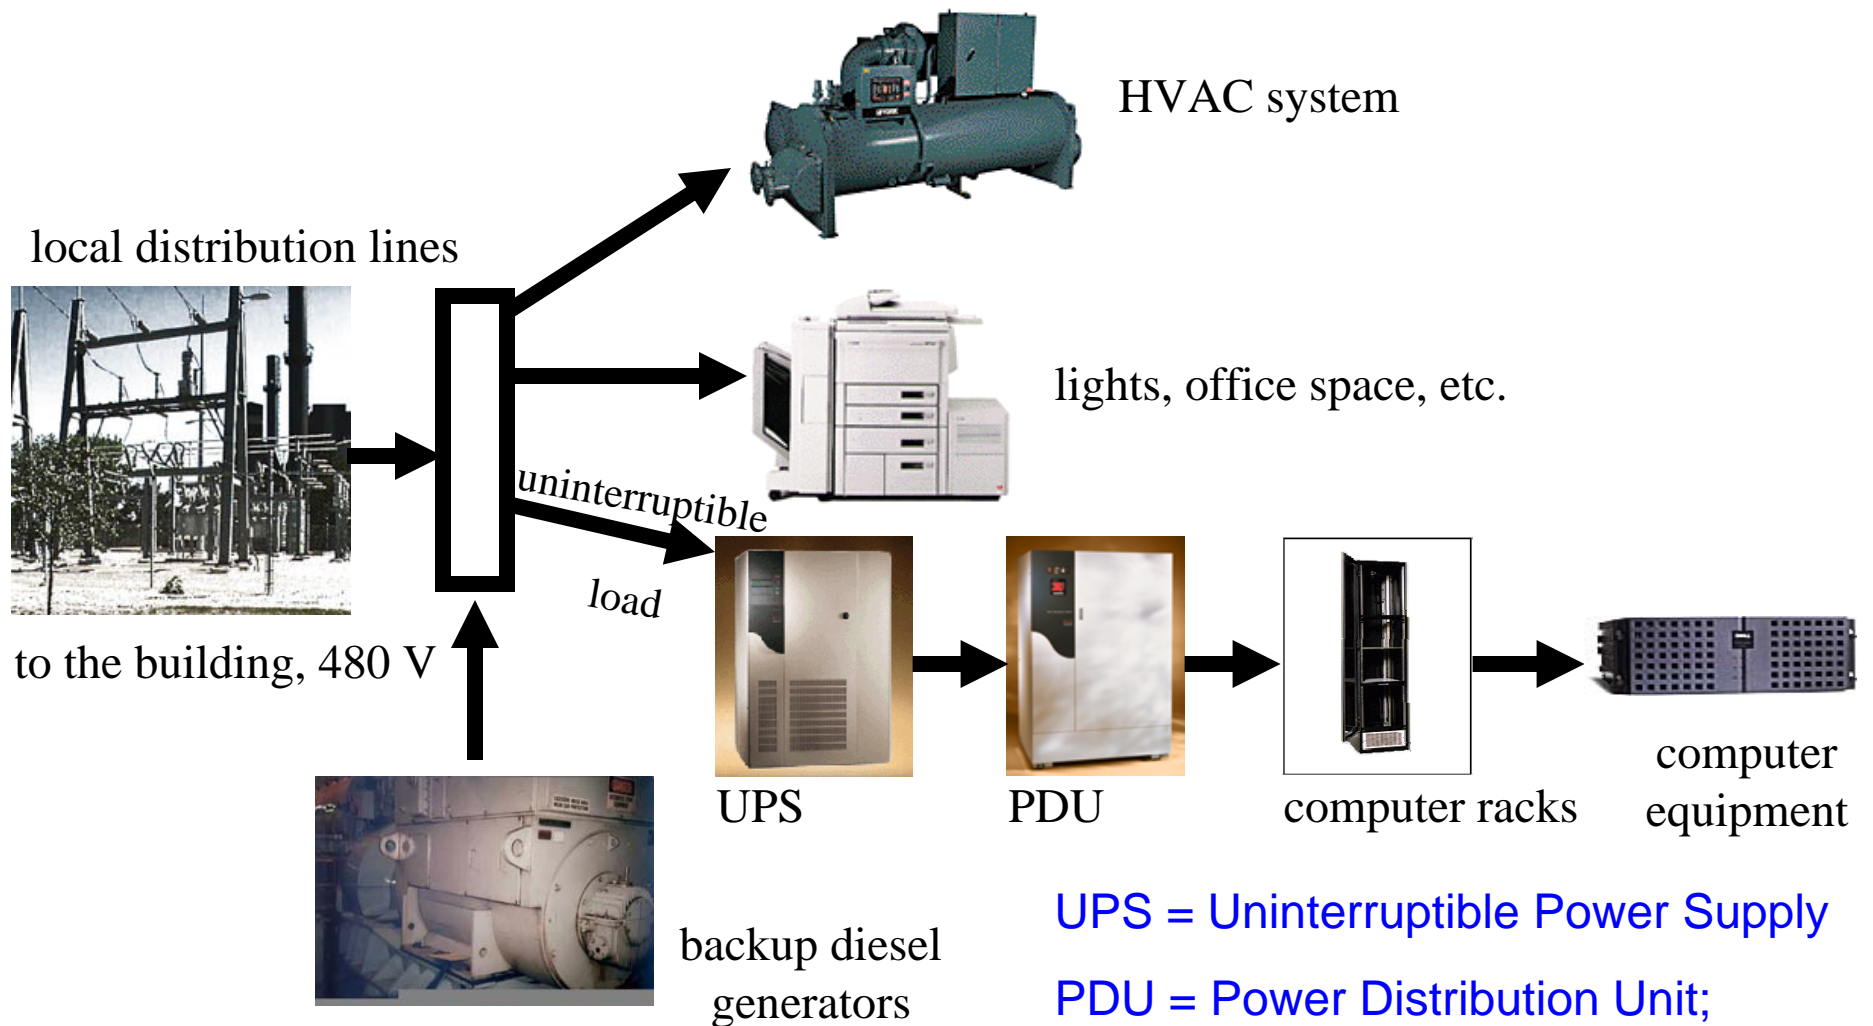 HVAC system
local distribution lines
lights, office space, etc.
uninterruptible
load
to the building, 480 V
UPS
PDU
computer racks
computer
equipment
backup diesel
generators
UPS = Uninterruptible Power Supply
PDU = Power Distribution Unit;